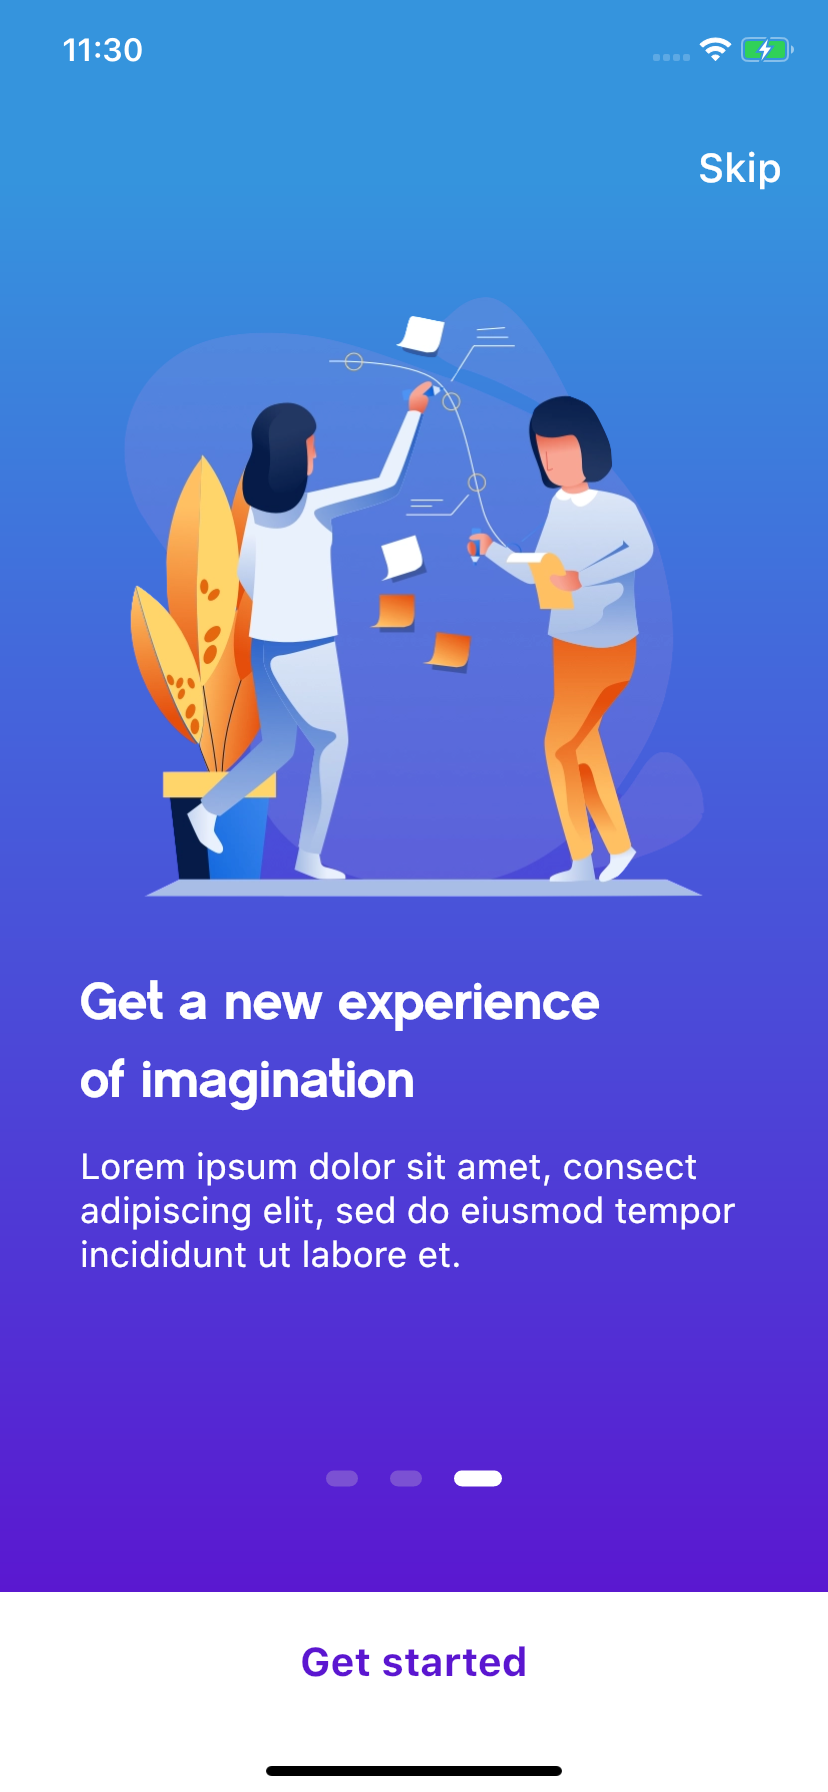 11:30
Skip
Get a new experience
of imagination
Lorem ipsum dolor sit amet, consect
adipiscing elit, sed do eiusmod tempor
incididunt ut labore et.
Get started